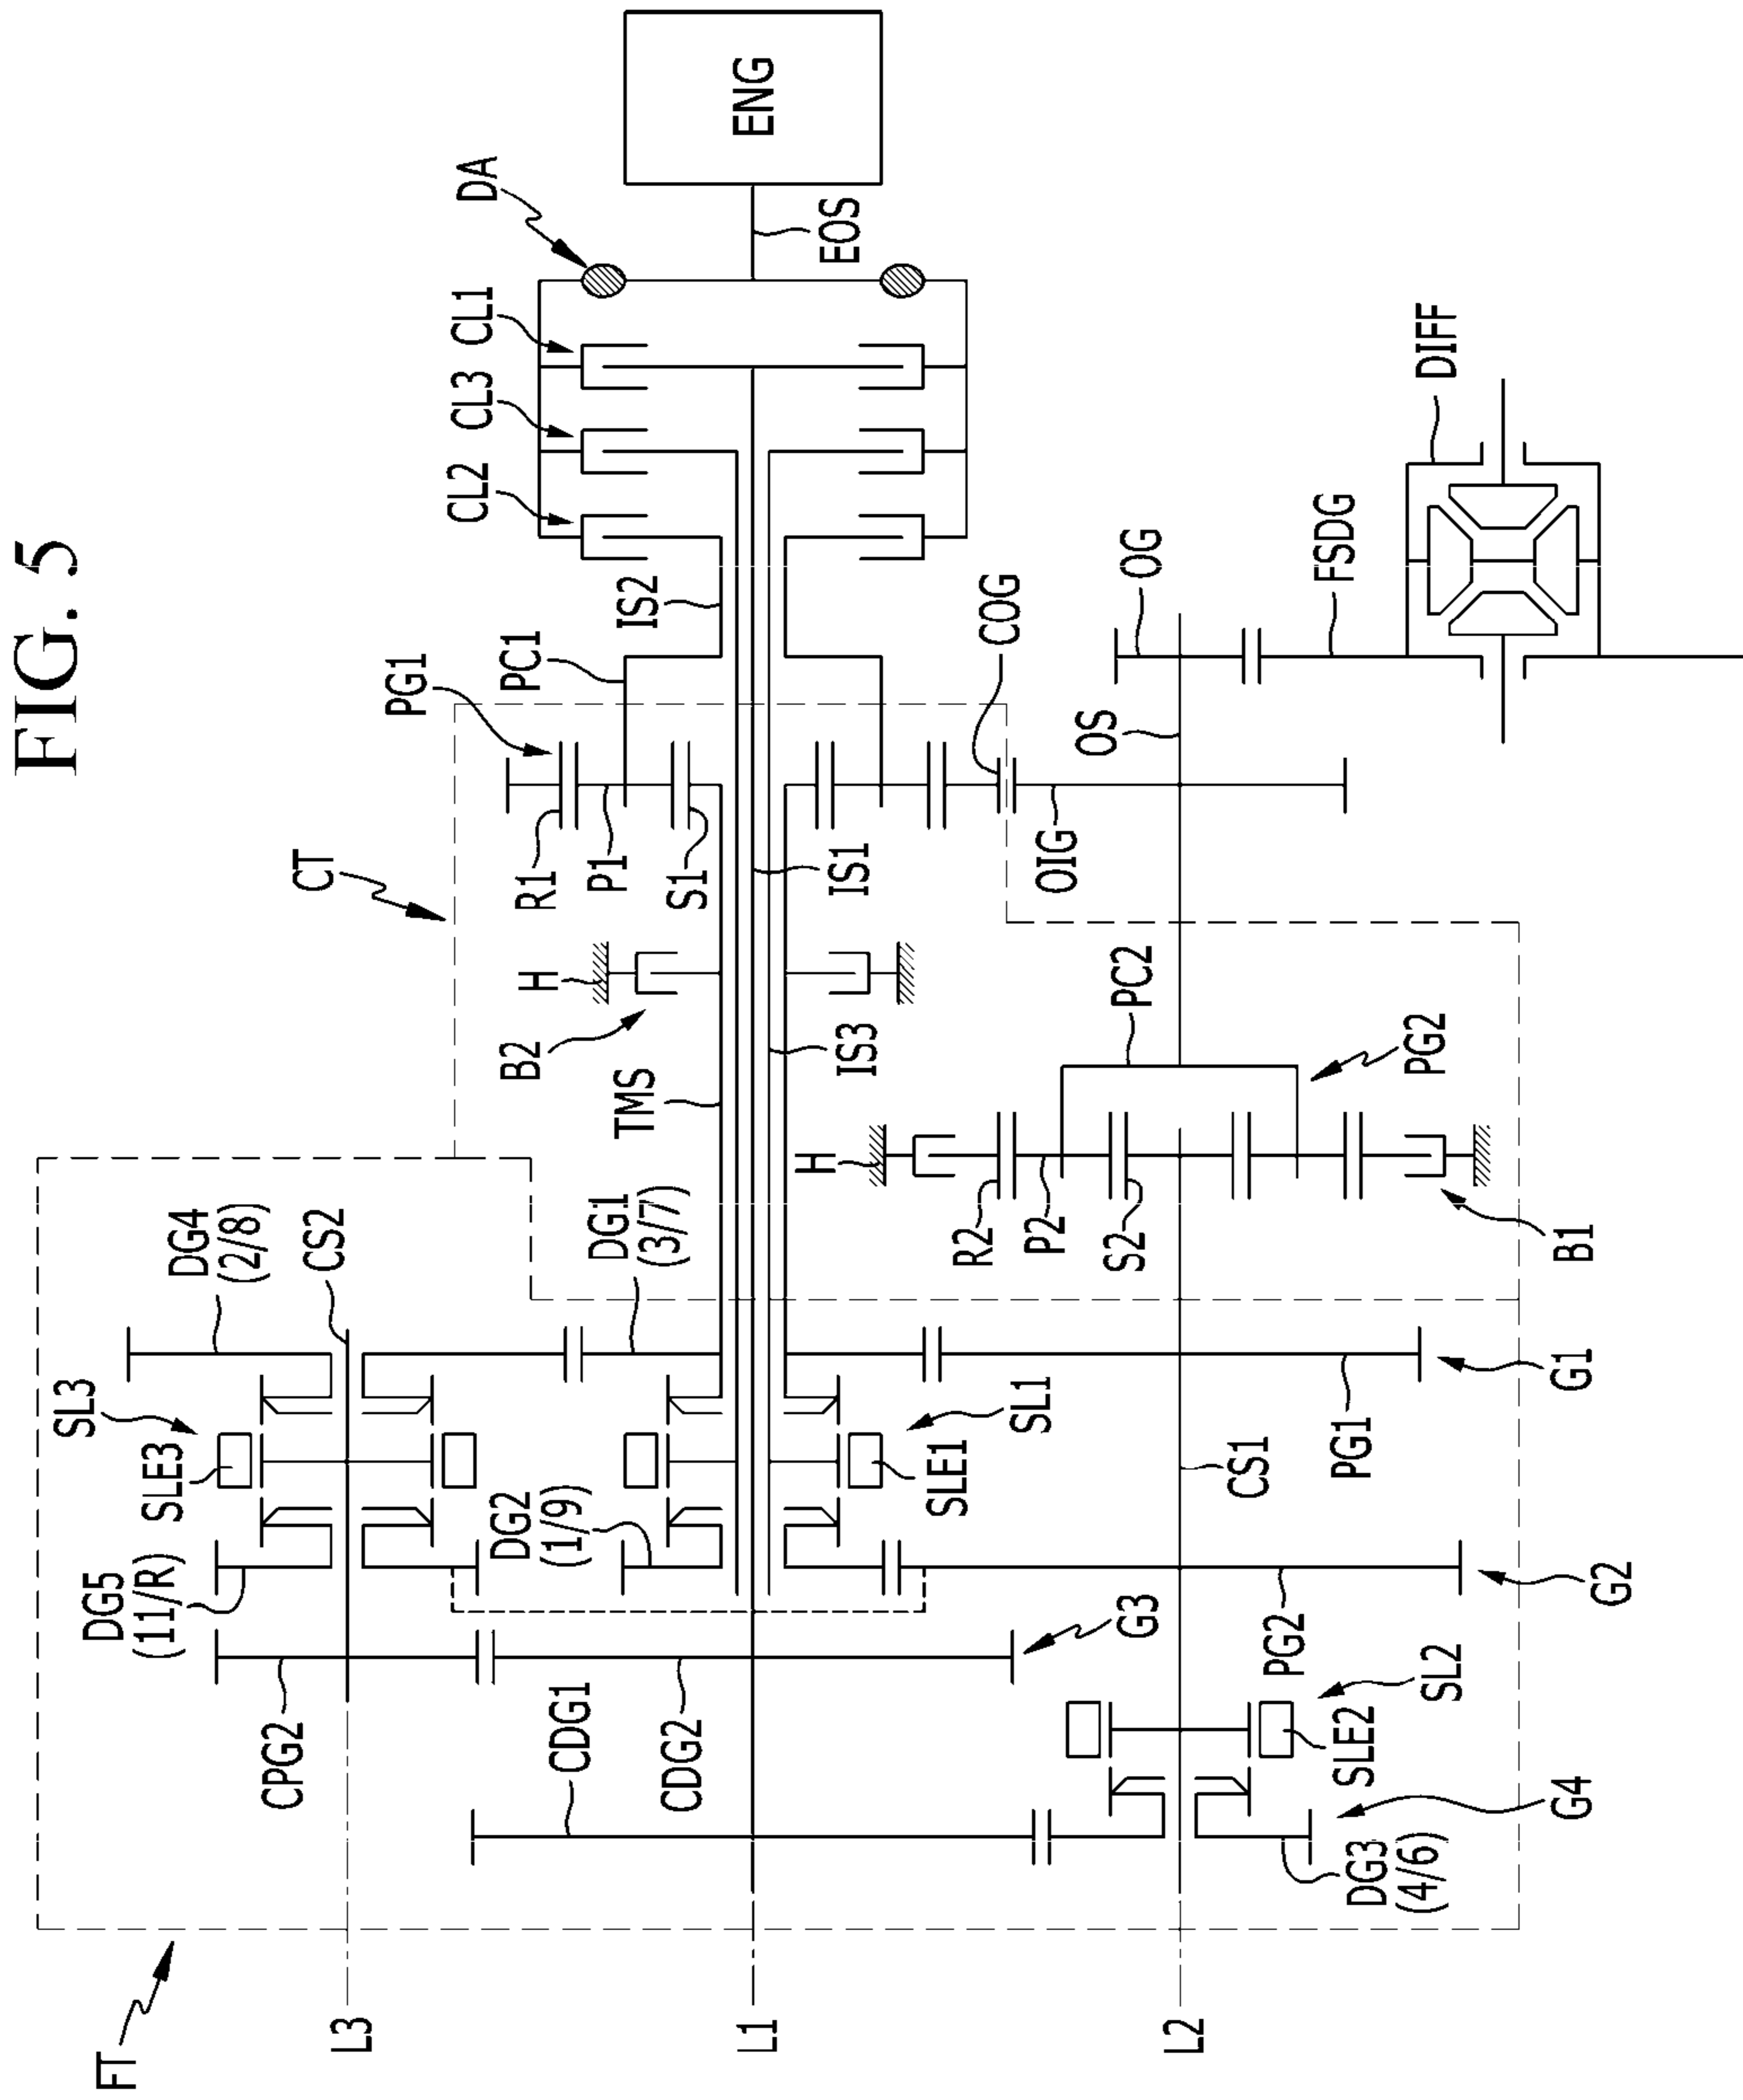 FIG. 5
FT
L3
L1
L2
DG5
(11/R)
CPG2
SLE3
SL3
DG4
(2/8)
CS2
CDG1
CDG2
DG2
(1/9)
DG1
(3/7)
TMS
SLE1
SL1
G3
DG3
(4/6)
SLE2
SL2
G4
PG2
G2
CS1
PG1
G1
CT
B2
H
IS3
IS1
R1
P1
S1
PG1
PC1
IS2
COG
OIG
OS
OG
H
R2
P2
S2
PC2
PG2
B1
CL2
CL3
CL1
DA
EOS
ENG
FSDG
DIFF